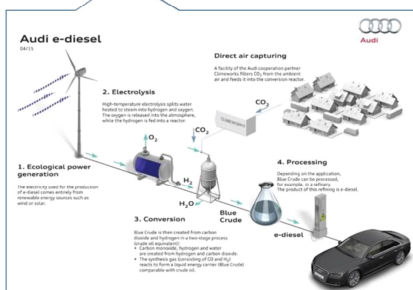 Audi e-diesel
04/15
Audi
Direct air capturing
A facility of the Audi cooperation partner
Climeworks filters CO₂ from the ambient
air and feeds it into the conversion reactor.
2. Electrolysis
High-temperature electrolysis splits water
heated to steam into hydrogen and oxygen.
The oxygen is released into the atmosphere,
while the hydrogen is fed into a reactor.
CO₂
CLIMEWORKS
CO₂
O₂
1. Ecological power
generation
The electricity used for the production
of e-diesel comes entirely from
renewable energy sources such as
wind or solar.
H₂
H₂O
Blue
Crude
3. Conversion
Blue Crude is then created from carbon
dioxide and hydrogen in a two-stage process
(crude oil equivalent):
• Carbon monoxide, hydrogen and water
are created from hydrogen and carbon dioxide.
• The synthesis gas (consisting of CO and H₂)
reacts to form a liquid energy carrier (Blue Crude)
comparable with crude oil.
4. Processing
Depending on the application,
Blue Crude can be processed,
for example, in a refinery.
The product of this refining is e-diesel.
e-diesel